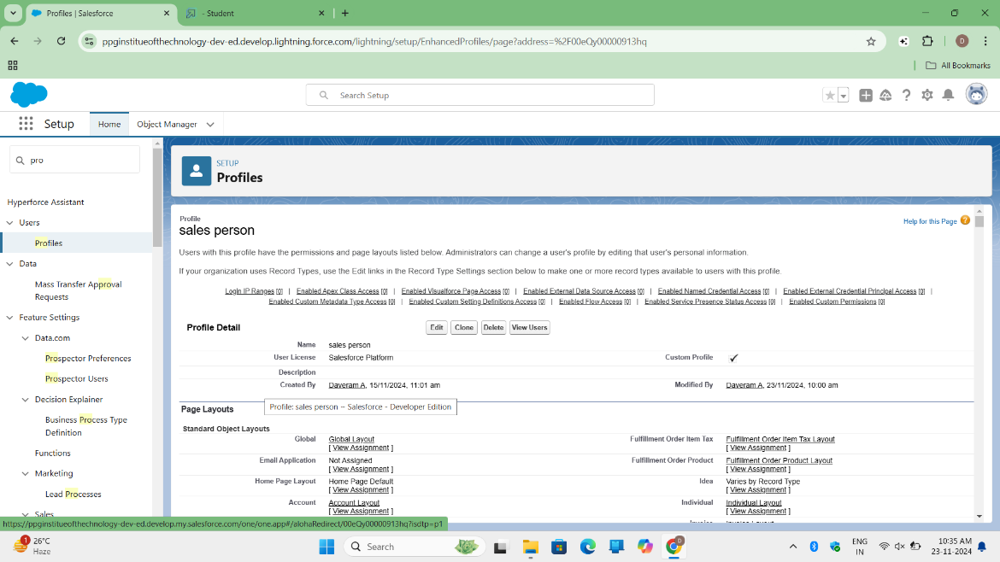 Profiles | Salesforce
- Student
ppginstitueofthechnology-dev-ed.develop.lightning.force.com/lightning/setup/EnhancedProfiles/page?address=%2F00eQy00000913hq
D
All Bookmarks
Search Setup
Setup
Home
Object Manager
pro
Hyperforce Assistant
Users
Profiles
Data
Mass Transfer Approval
Requests
Feature Settings
Data.com
Prospector Preferences
Prospector Users
Decision Explainer
Business Process Type
Definition
Functions
Marketing
Lead Processes
Sales
SETUP
Profiles
Profile
sales person
Help for this Page
Users with this profile have the permissions and page layouts listed below. Administrators can change a user's profile by editing that user's personal information.
If your organization uses Record Types, use the Edit links in the Record Type Settings section below to make one or more record types available to users with this profile.
Login IP Ranges [0] | Enabled Apex Class Access [0] | Enabled Visualforce Page Access [0] | Enabled External Data Source Access [0] | Enabled Named Credential Access [0] | Enabled External Credential Principal Access [0] |
Enabled Custom Metadata Type Access [0] | Enabled Custom Setting Definitions Access [0] | Enabled Flow Access [0] | Enabled Service Presence Status Access [0] | Enabled Custom Permissions [0]
Profile Detail Edit Clone Delete View Users
Name sales person
User License Salesforce Platform Custom Profile
Description
Created By Daveram A, 15/11/2024, 11:01 am Modified By Daveram A, 23/11/2024, 10:00 am
Profile: sales person ~ Salesforce - Developer Edition
Page Layouts
Standard Object Layouts
Global Global Layout Fulfillment Order Item Tax Fulfillment Order Item Tax Layout
[ View Assignment ] [ View Assignment ]
Email Application Not Assigned Fulfillment Order Product Fulfillment Order Product Layout
[ View Assignment ] [ View Assignment ]
Home Page Layout Home Page Default Idea Varies by Record Type
[ View Assignment ] [ View Assignment ]
Account Account Layout Individual Individual Layout
[ View Assignment ] [ View Assignment ]
https://ppginstitueofthechnology-dev-ed.develop.my.salesforce.com/one/one.app#/alohaRedirect/00eQy00000913hq?isdtp=p1
1
26°C
Haze
Search
D
ENG
IN
10:35 AM
23-11-2024